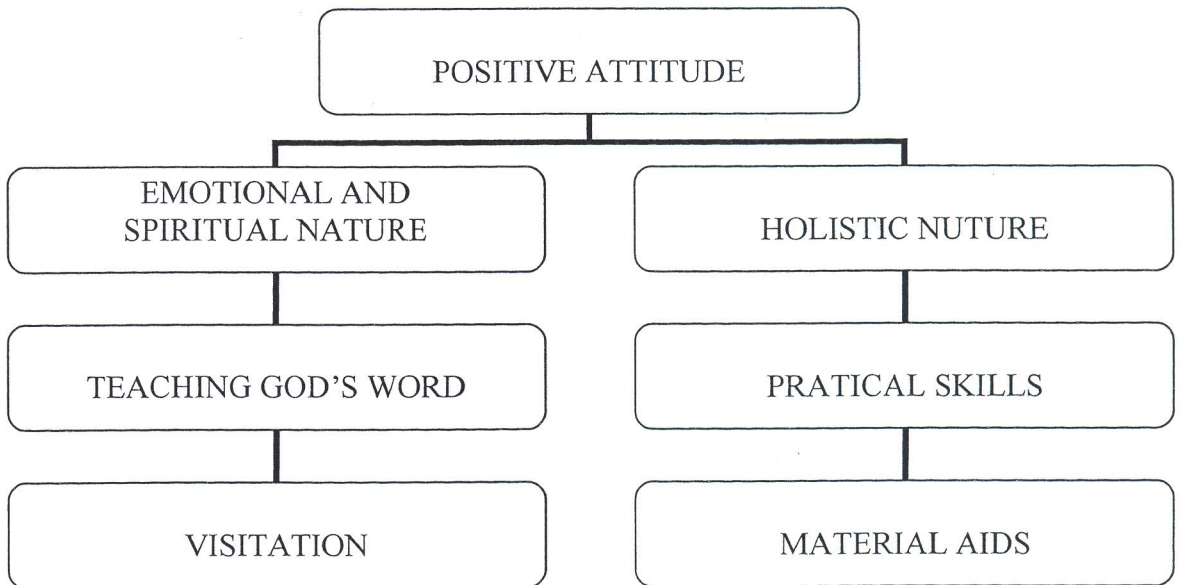 POSITIVE ATTITUDE
EMOTIONAL AND
SPIRITUAL NATURE
HOLISTIC NUTURE
TEACHING GOD'S WORD
PRATICAL SKILLS
VISITATION
MATERIAL AIDS